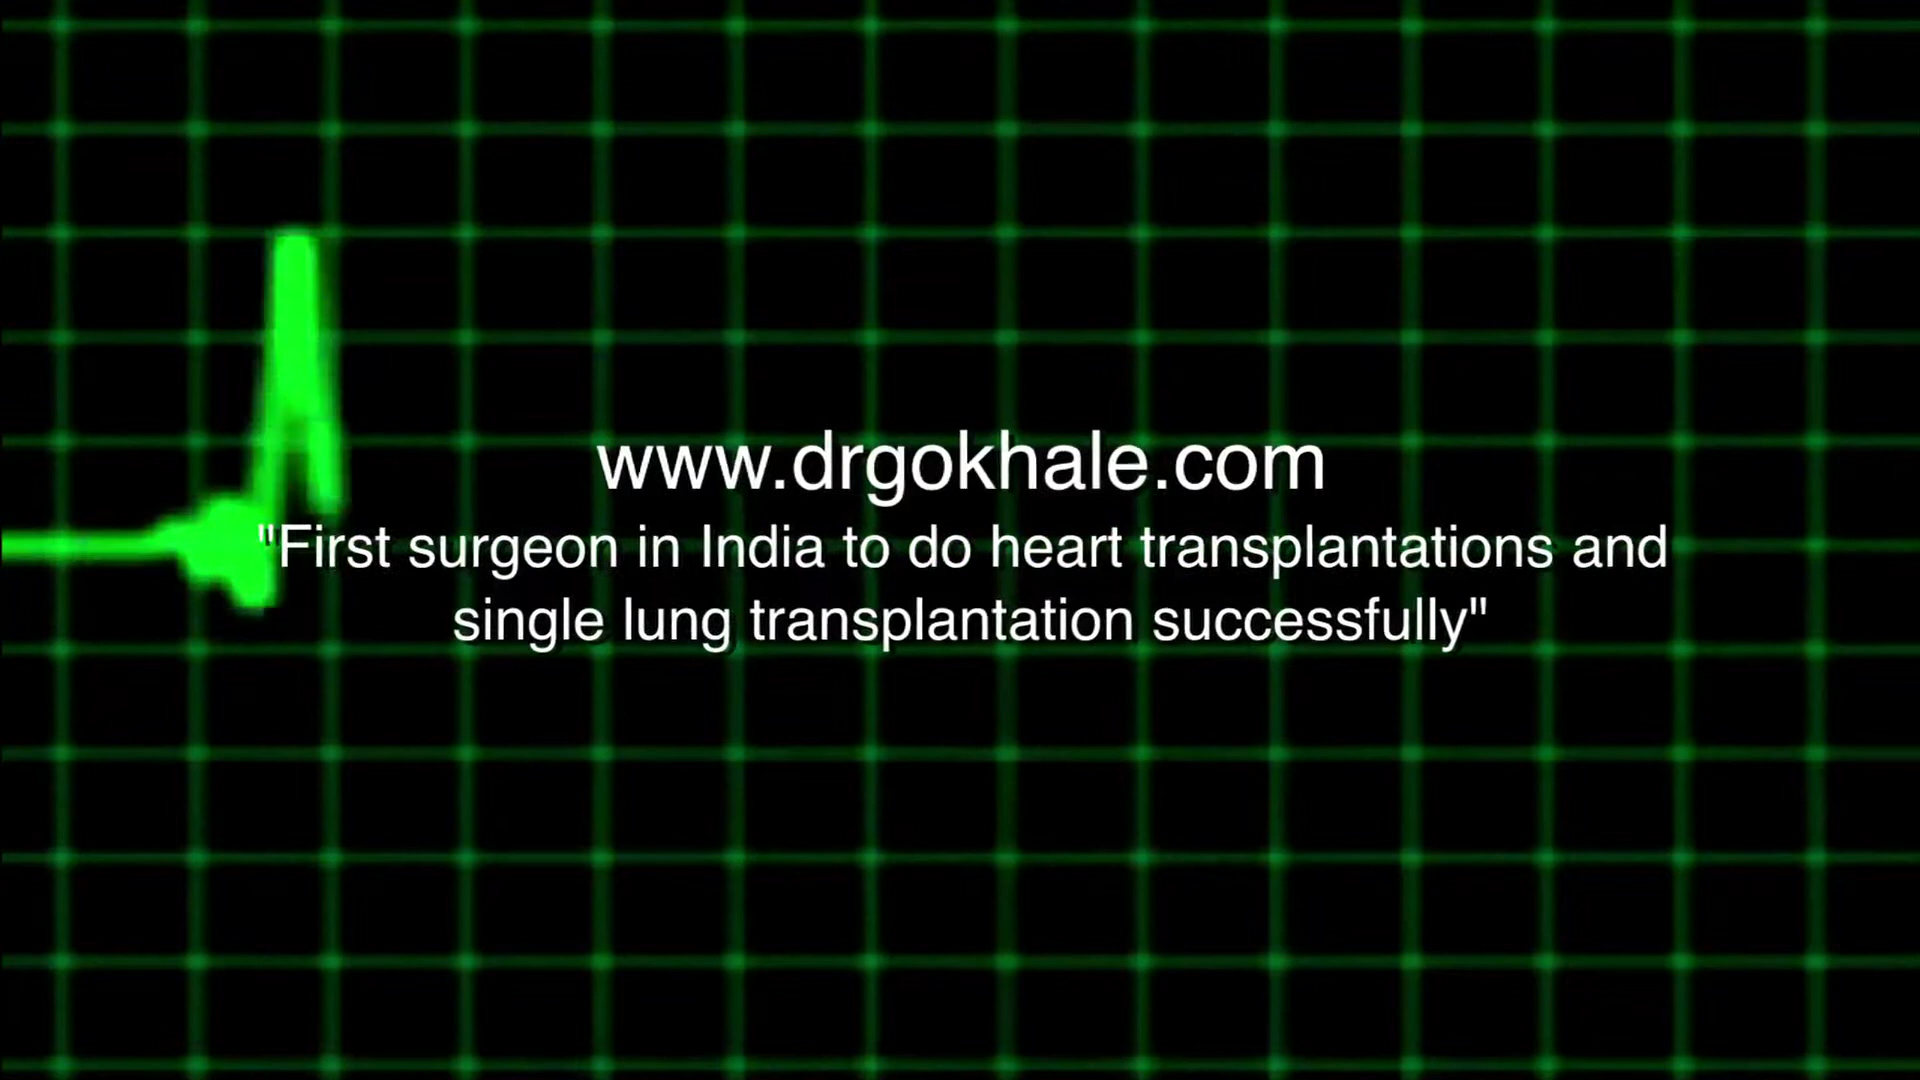 www.drgokhale.com
"First surgeon in India to do heart transplantations and
single lung transplantation successfully"